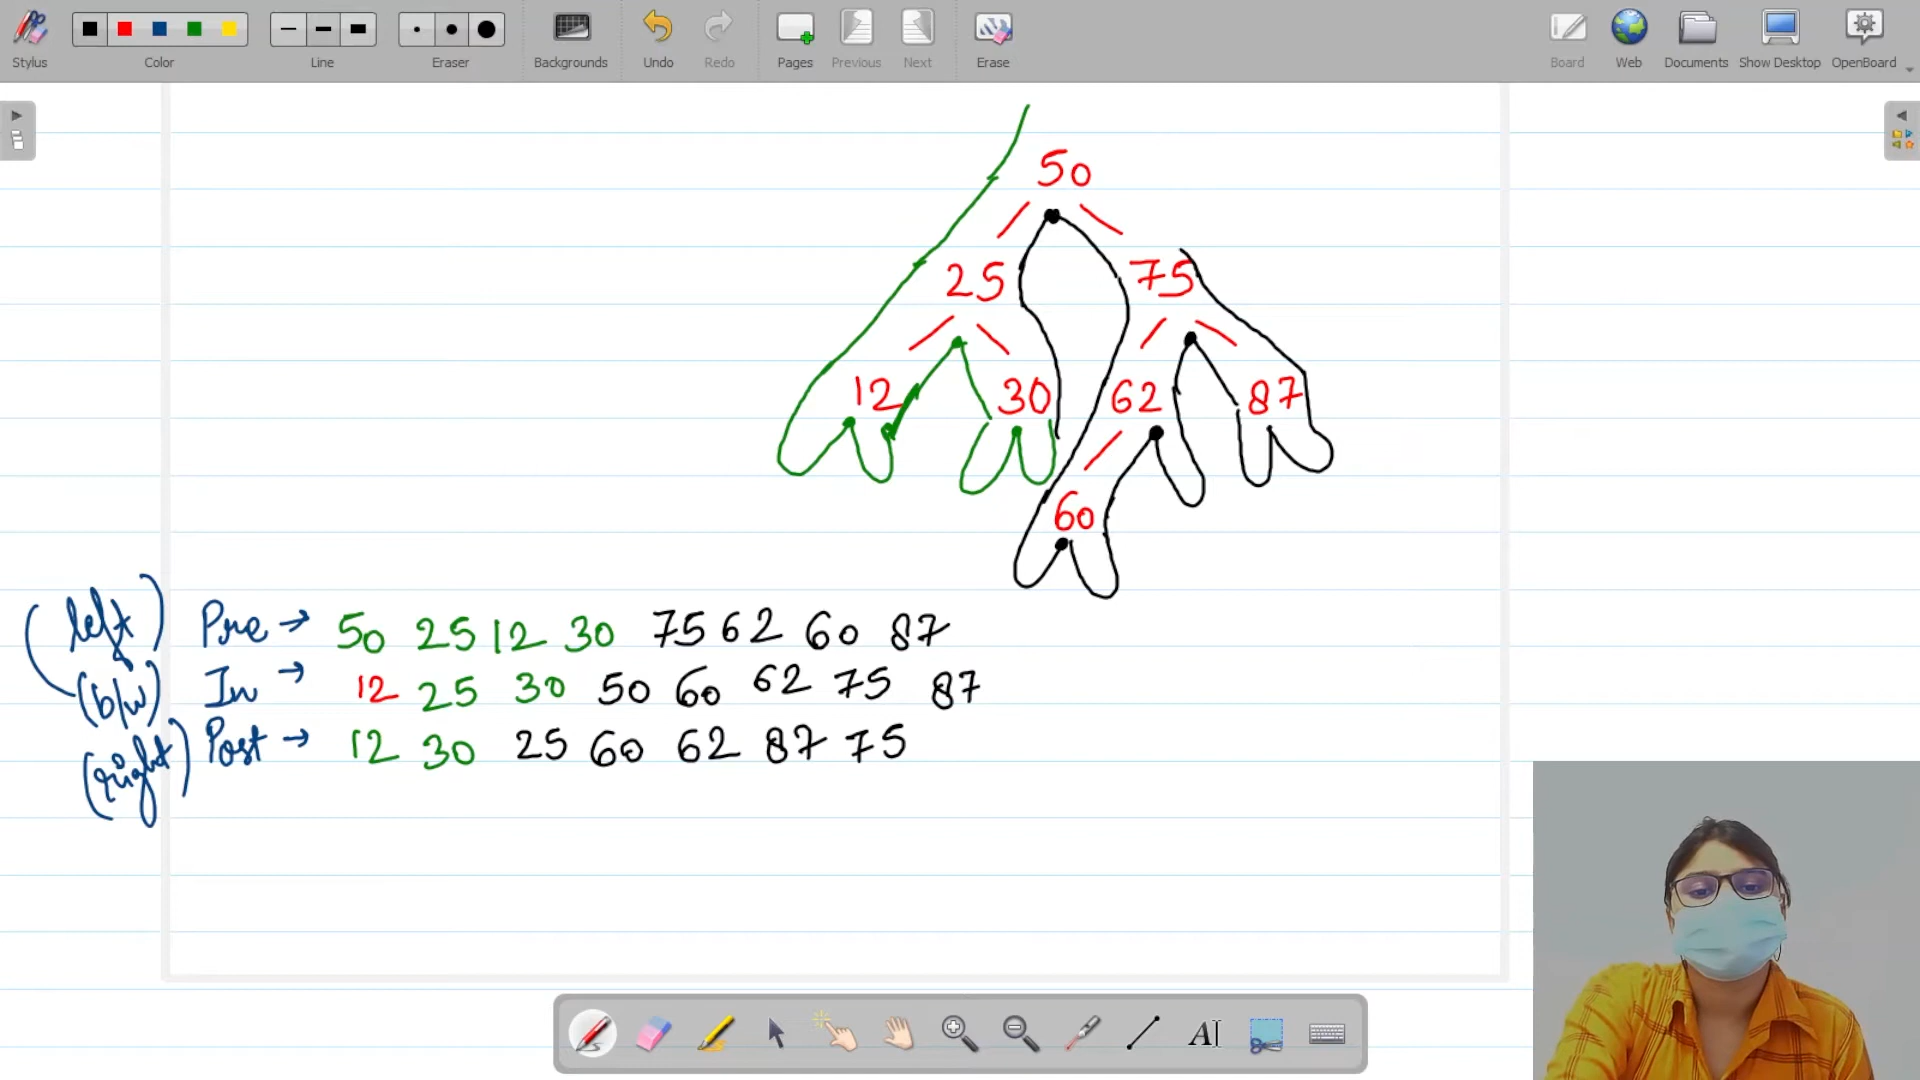 Stylus Color Line Eraser Backgrounds Undo Redo Pages Previous Next Erase Board Web Documents Show Desktop OpenBoard
50
25 75
12 30 62 87
60
(left) Pre → 50 25 12 30 75 62 60 87
(b/w) In → 12 25 30 50 60 62 75 87
(right) Post → 12 30 25 60 62 87 75